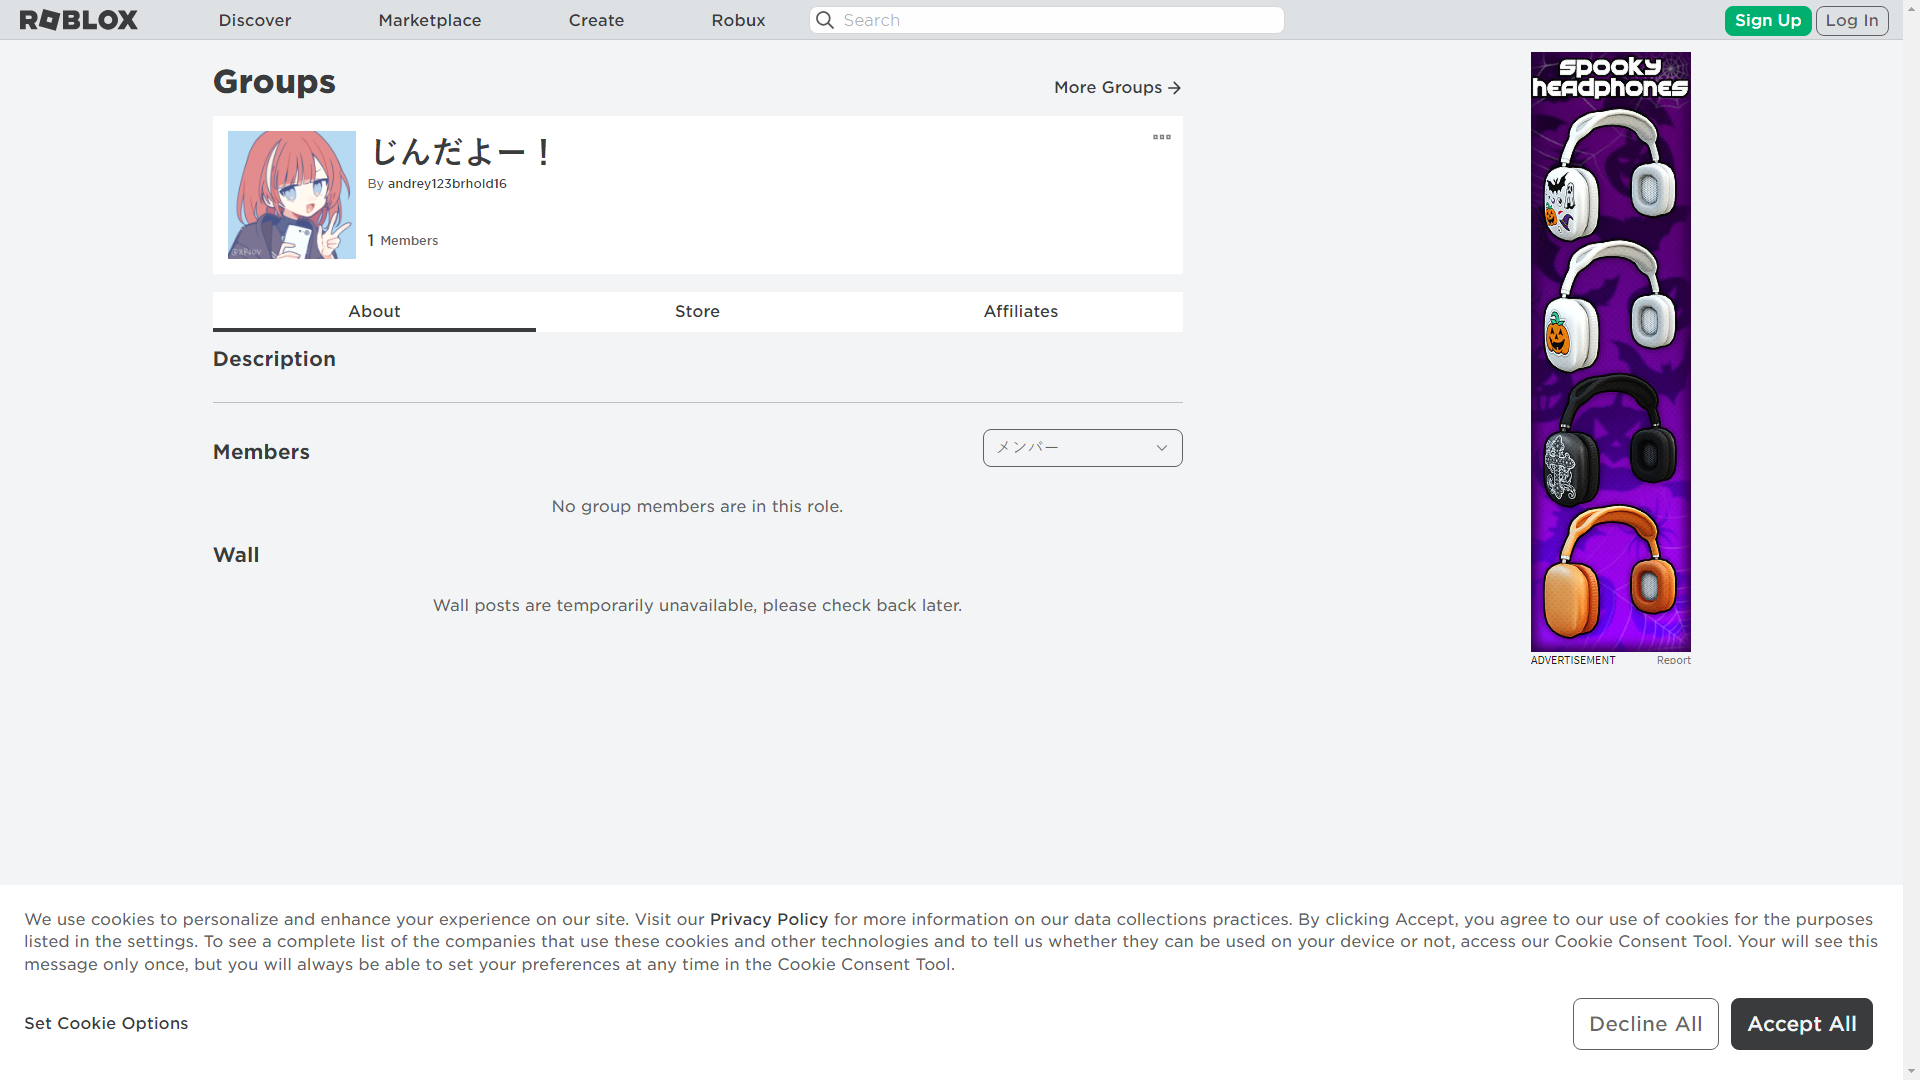 ROBLOX
Discover
Marketplace
Create
Robux
Search
Sign Up
Log In
Groups
More Groups
じんだよー！
By andrey123brhold16
1 Members
About
Store
Affiliates
Description
Members
メンバー
No group members are in this role.
Wall
Wall posts are temporarily unavailable, please check back later.
spooky
headphones
ADVERTISEMENT
Report
We use cookies to personalize and enhance your experience on our site. Visit our Privacy Policy for more information on our data collections practices. By clicking Accept, you agree to our use of cookies for the purposes
listed in the settings. To see a complete list of the companies that use these cookies and other technologies and to tell us whether they can be used on your device or not, access our Cookie Consent Tool. Your will see this
message only once, but you will always be able to set your preferences at any time in the Cookie Consent Tool.
Set Cookie Options
Decline All
Accept All